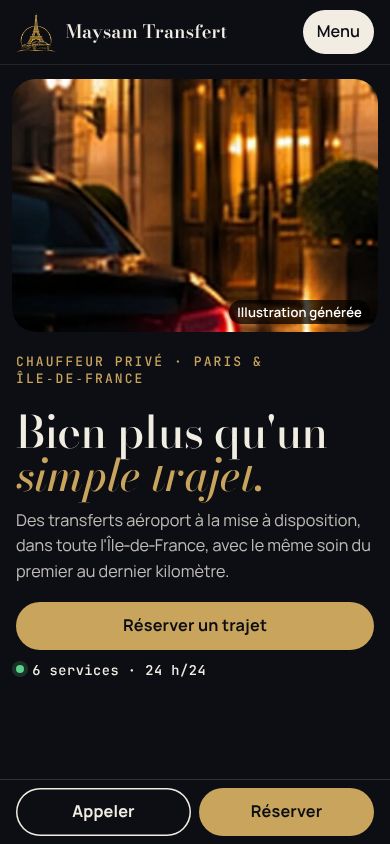 Maysam Transfert
Menu
Illustration générée
CHAUFFEUR PRIVÉ · PARIS &
ÎLE-DE-FRANCE
Bien plus qu'un
simple trajet.
Des transferts aéroport à la mise à disposition,
dans toute l'Île-de-France, avec le même soin du
premier au dernier kilomètre.
Réserver un trajet
6 services · 24 h/24
Appeler
Réserver